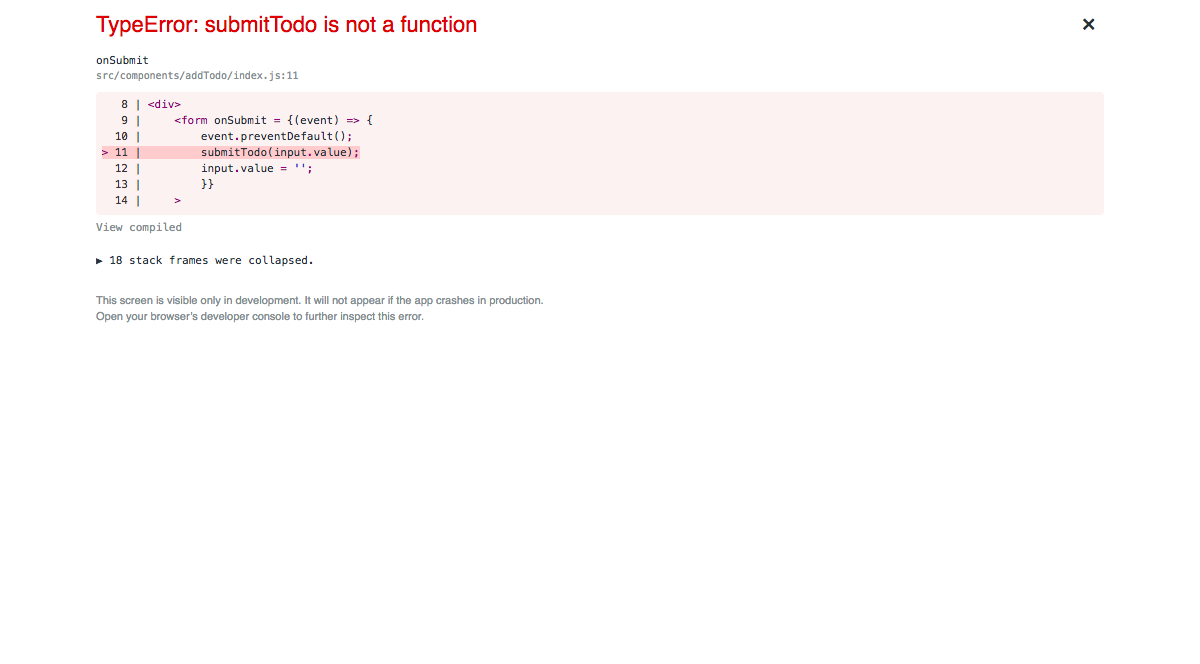 TypeError: submitTodo is not a function
×
onSubmit
src/components/addTodo/index.js:11
8 | <div>
9 |     <form onSubmit = {(event) => {
10 |         event.preventDefault();
> 11 |         submitTodo(input.value);
12 |         input.value = '';
13 |         }}
14 |     >
View compiled
▶ 18 stack frames were collapsed.
This screen is visible only in development. It will not appear if the app crashes in production.
Open your browser's developer console to further inspect this error.